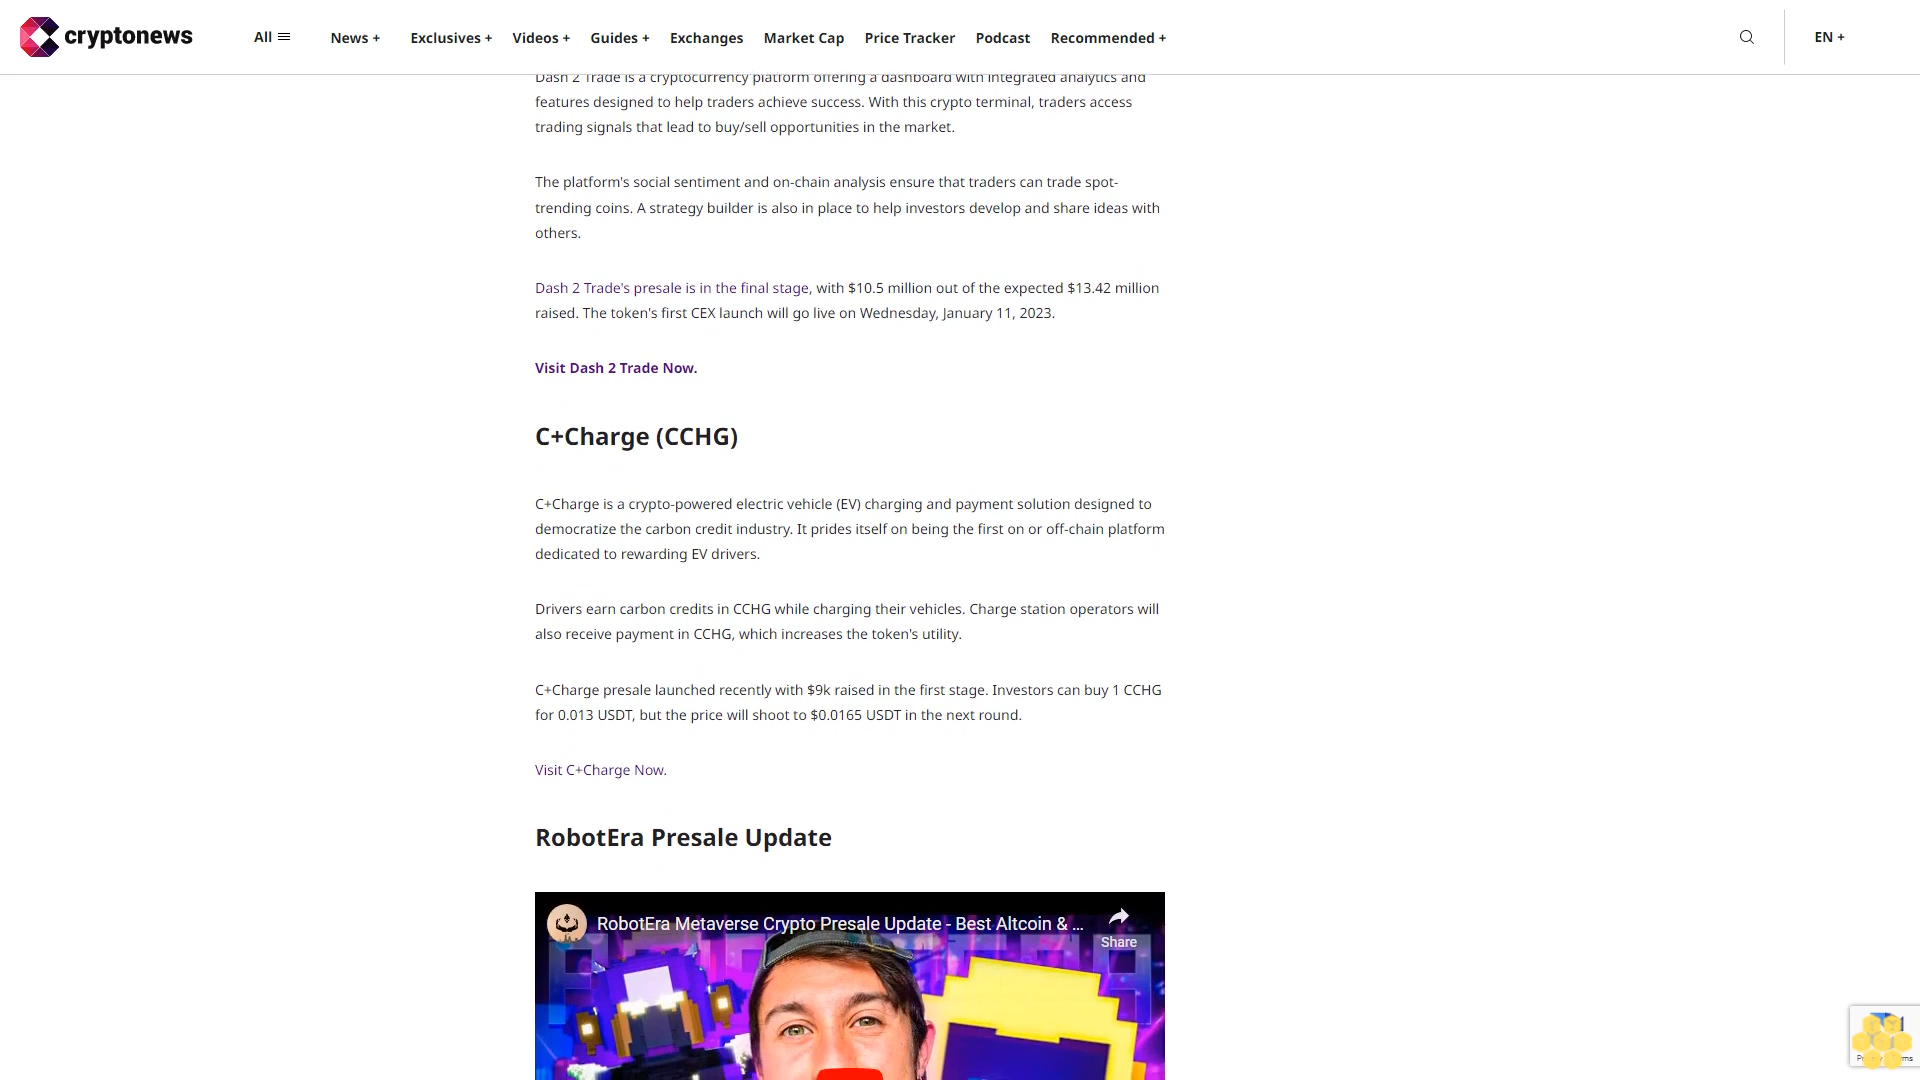 cryptonews
All
News +
Exclusives +
Videos +
Guides +
Exchanges
Market Cap
Price Tracker
Podcast
Recommended +
EN +
Dash 2 Trade is a cryptocurrency platform offering a dashboard with integrated analytics and
features designed to help traders achieve success. With this crypto terminal, traders access
trading signals that lead to buy/sell opportunities in the market.
The platform's social sentiment and on-chain analysis ensure that traders can trade spot-
trending coins. A strategy builder is also in place to help investors develop and share ideas with
others.
Dash 2 Trade's presale is in the final stage, with $10.5 million out of the expected $13.42 million
raised. The token's first CEX launch will go live on Wednesday, January 11, 2023.
Visit Dash 2 Trade Now.
C+Charge (CCHG)
C+Charge is a crypto-powered electric vehicle (EV) charging and payment solution designed to
democratize the carbon credit industry. It prides itself on being the first on or off-chain platform
dedicated to rewarding EV drivers.
Drivers earn carbon credits in CCHG while charging their vehicles. Charge station operators will
also receive payment in CCHG, which increases the token's utility.
C+Charge presale launched recently with $9k raised in the first stage. Investors can buy 1 CCHG
for 0.013 USDT, but the price will shoot to $0.0165 USDT in the next round.
Visit C+Charge Now.
RobotEra Presale Update
RobotEra Metaverse Crypto Presale Update - Best Altcoin & ...
Share